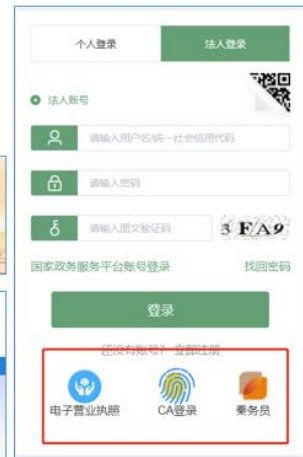 个人登录
法人登录
法人账号
请输入用户名/统一社会信用代码
请输入密码
请输入图文验证码
3 FA9
国家政务服务平台账号登录
找回密码
登录
还没有账号？ 立即注册
电子营业执照
CA登录
秦务员